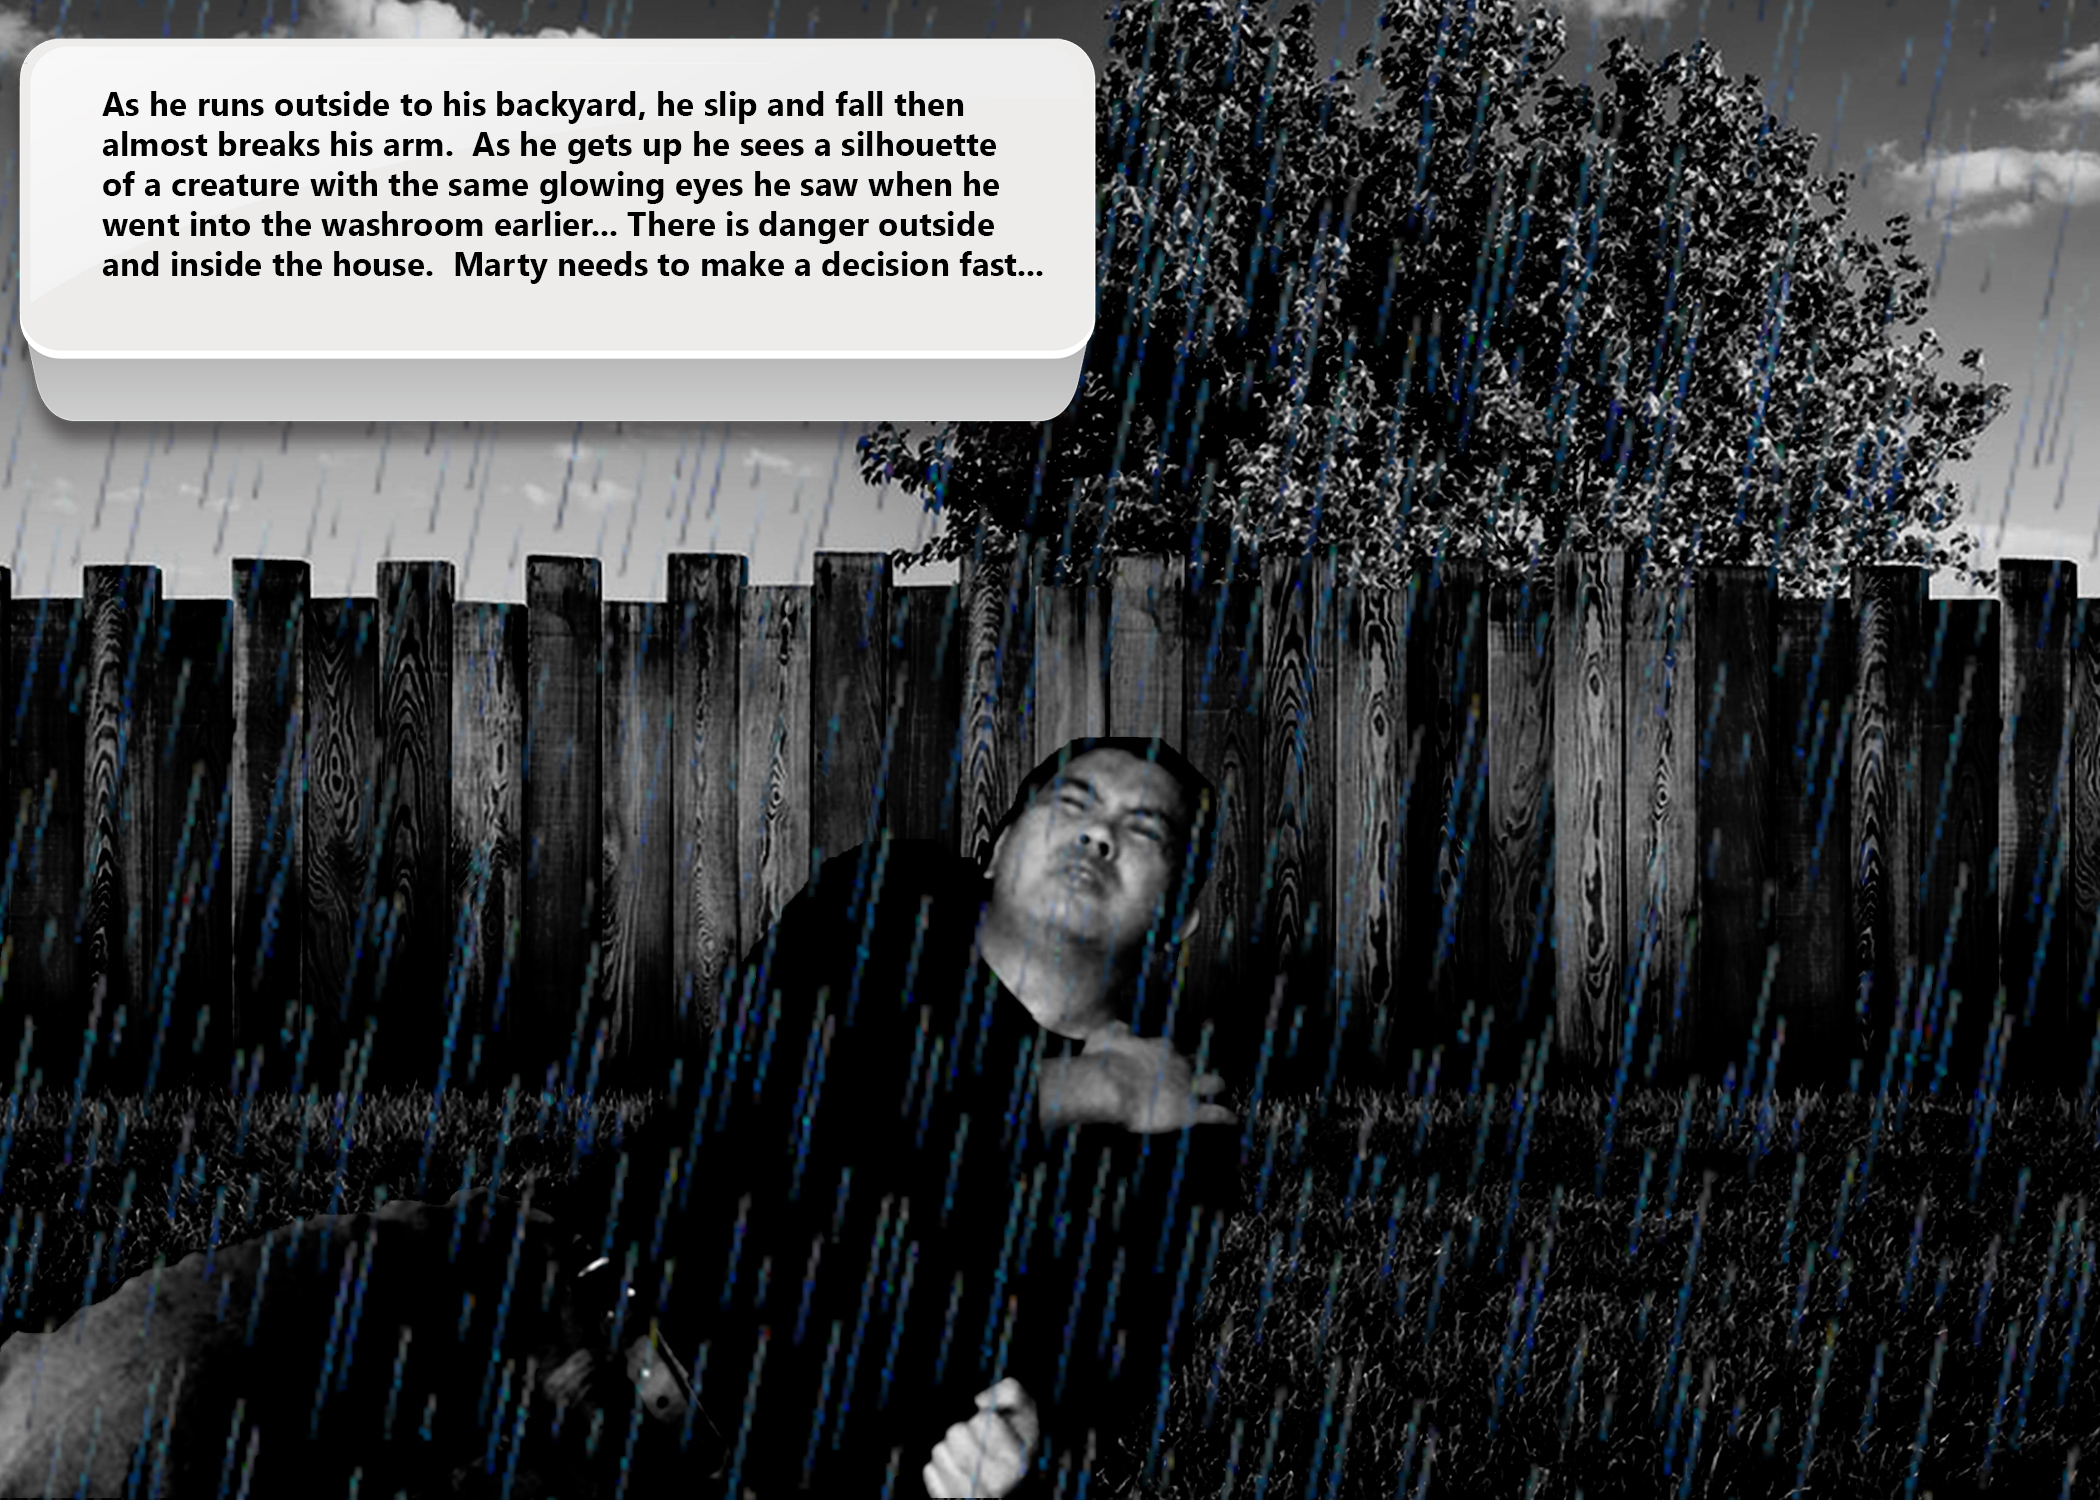 As he runs outside to his backyard, he slip and fall then
almost breaks his arm.  As he gets up he sees a silhouette
of a creature with the same glowing eyes he saw when he
went into the washroom earlier... There is danger outside
and inside the house.  Marty needs to make a decision fast...